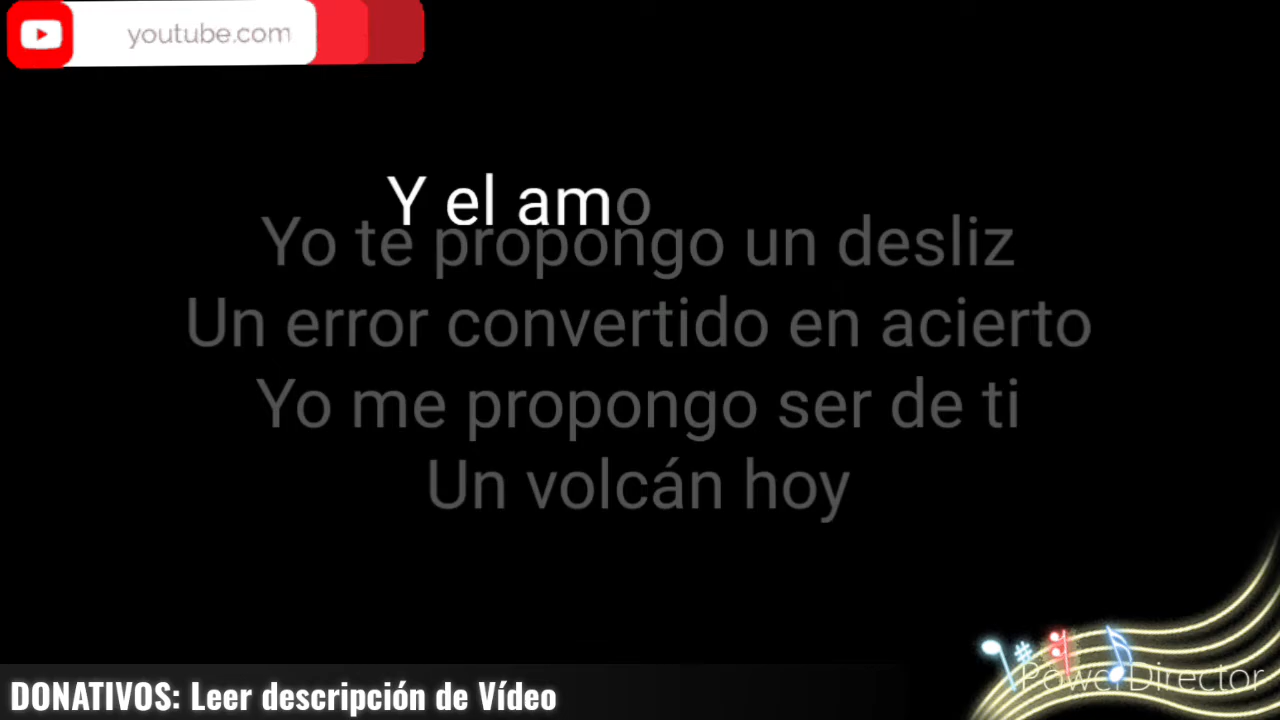 youtube.com
Y el amo
Yo te propongo un desliz
Un error convertido en acierto
Yo me propongo ser de ti
Un volcán hoy
PowerDirector
DONATIVOS: Leer descripción de Vídeo